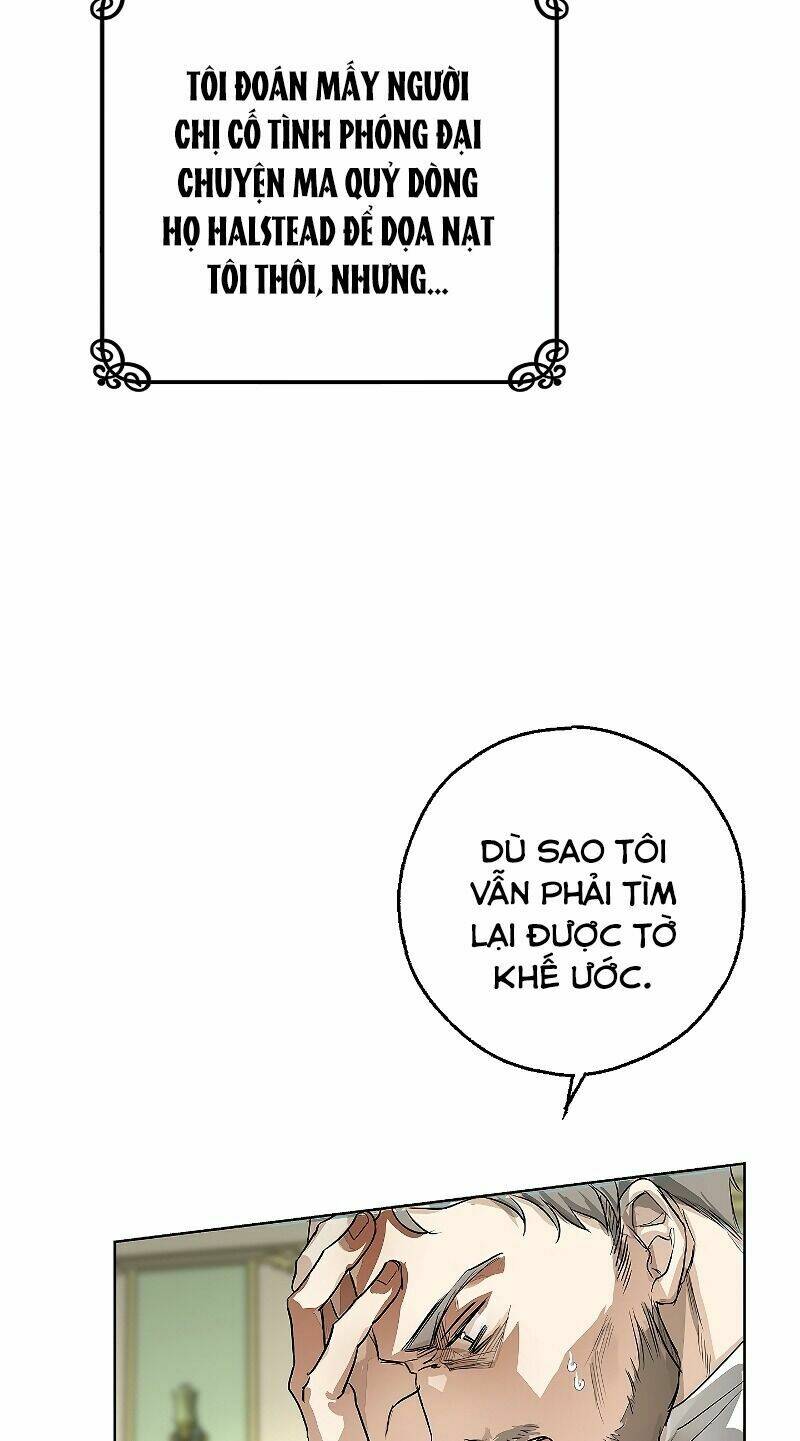 TÔI ĐOÁN MẤY NGƯỜI
CHỊ CỐ TÌNH PHÓNG ĐẠI
CHUYỆN MA QUỶ DÒNG
HỌ HALSTEAD ĐỂ DỌA NẠT
TÔI THÔI, NHƯNG...
DÙ SAO TÔI
VẪN PHẢI TÌM
LẠI ĐƯỢC TỜ
KHẾ ƯỚC.